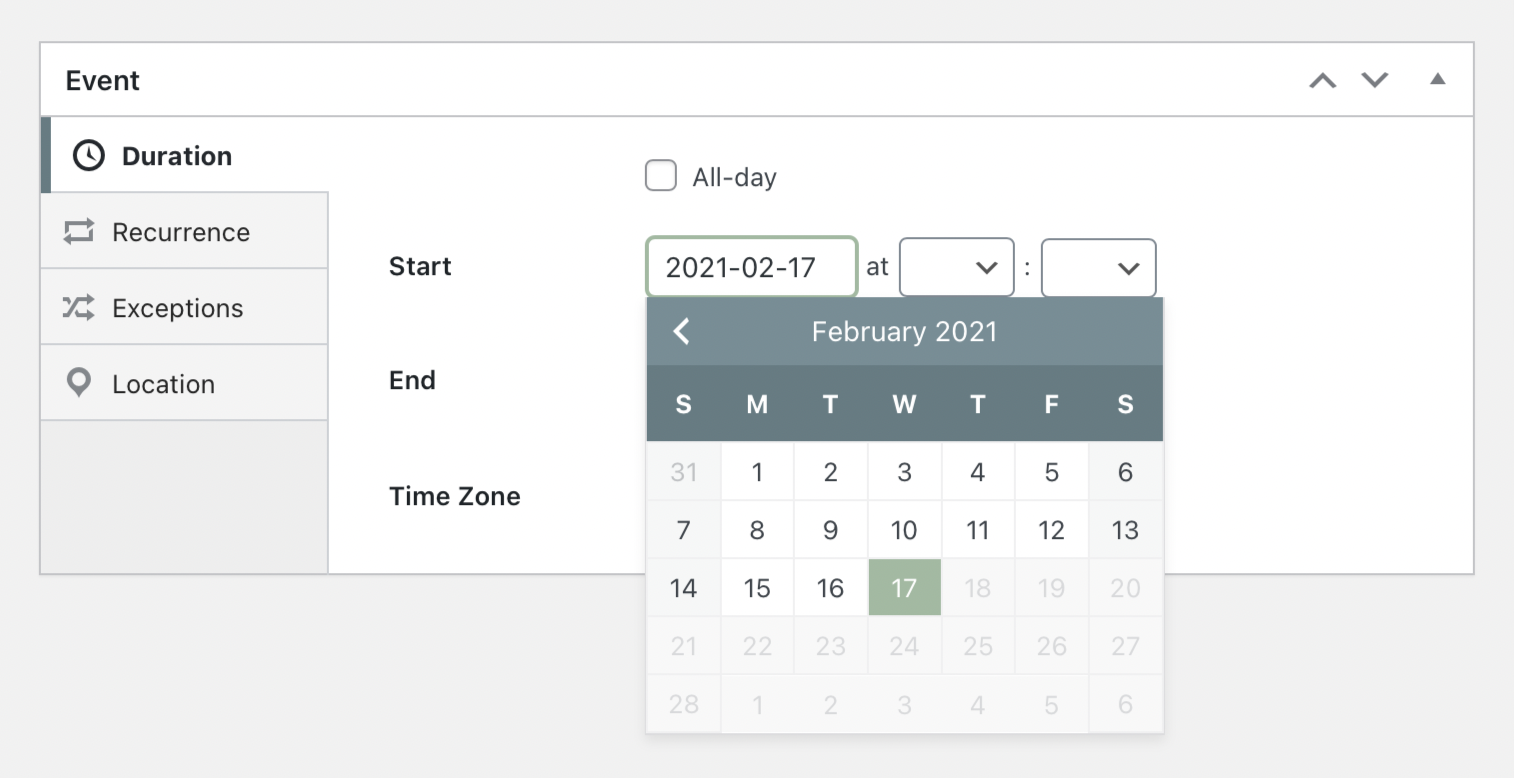 Event
Duration
All-day
Recurrence
Start 2021-02-17 at :
Exceptions
February 2021
Location
End
S M T W T F S
31 1 2 3 4 5 6
Time Zone
7 8 9 10 11 12 13
14 15 16 17 18 19 20
21 22 23 24 25 26 27
28 1 2 3 4 5 6